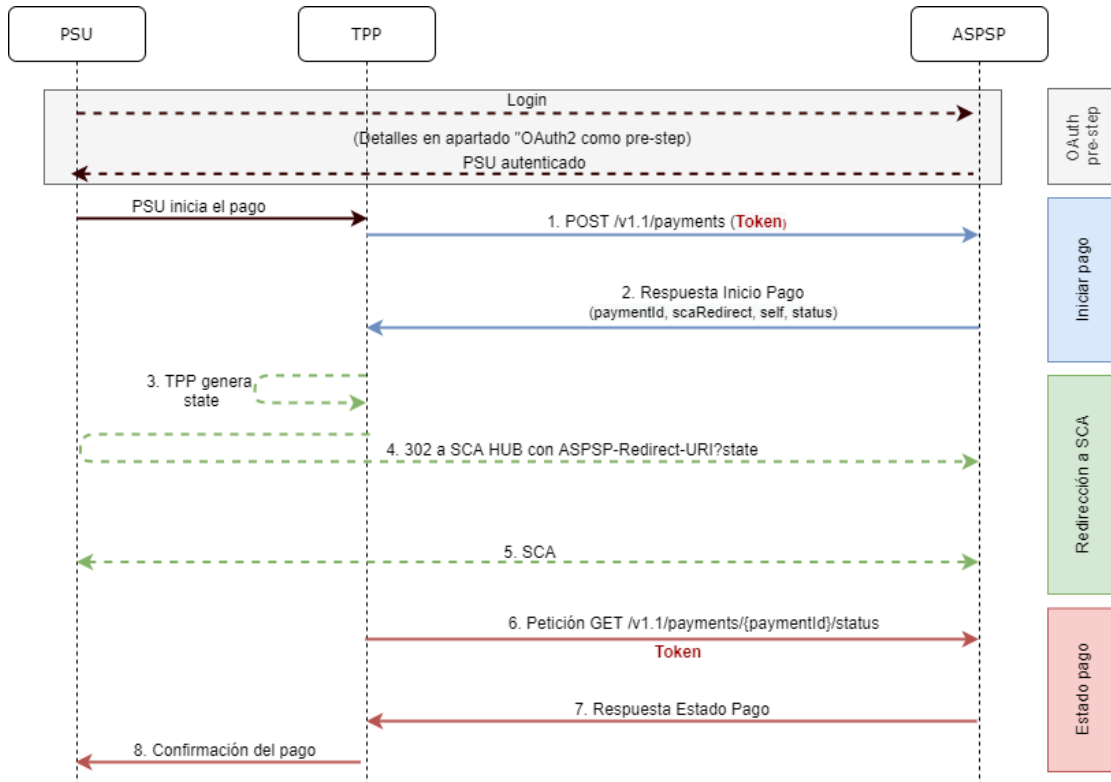 PSU
TPP
ASPSP
Login
(Detalles en apartado "OAuth2 como pre-step)
PSU autenticado
OAuth
pre-step
PSU inicia el pago
1. POST /v1.1/payments (Token)
2. Respuesta Inicio Pago
(paymentId, scaRedirect, self, status)
Iniciar pago
3. TPP genera
state
4. 302 a SCA HUB con ASPSP-Redirect-URI?state
5. SCA
Redirección a SCA
6. Petición GET /v1.1/payments/{paymentId}/status
Token
7. Respuesta Estado Pago
8. Confirmación del pago
Estado pago